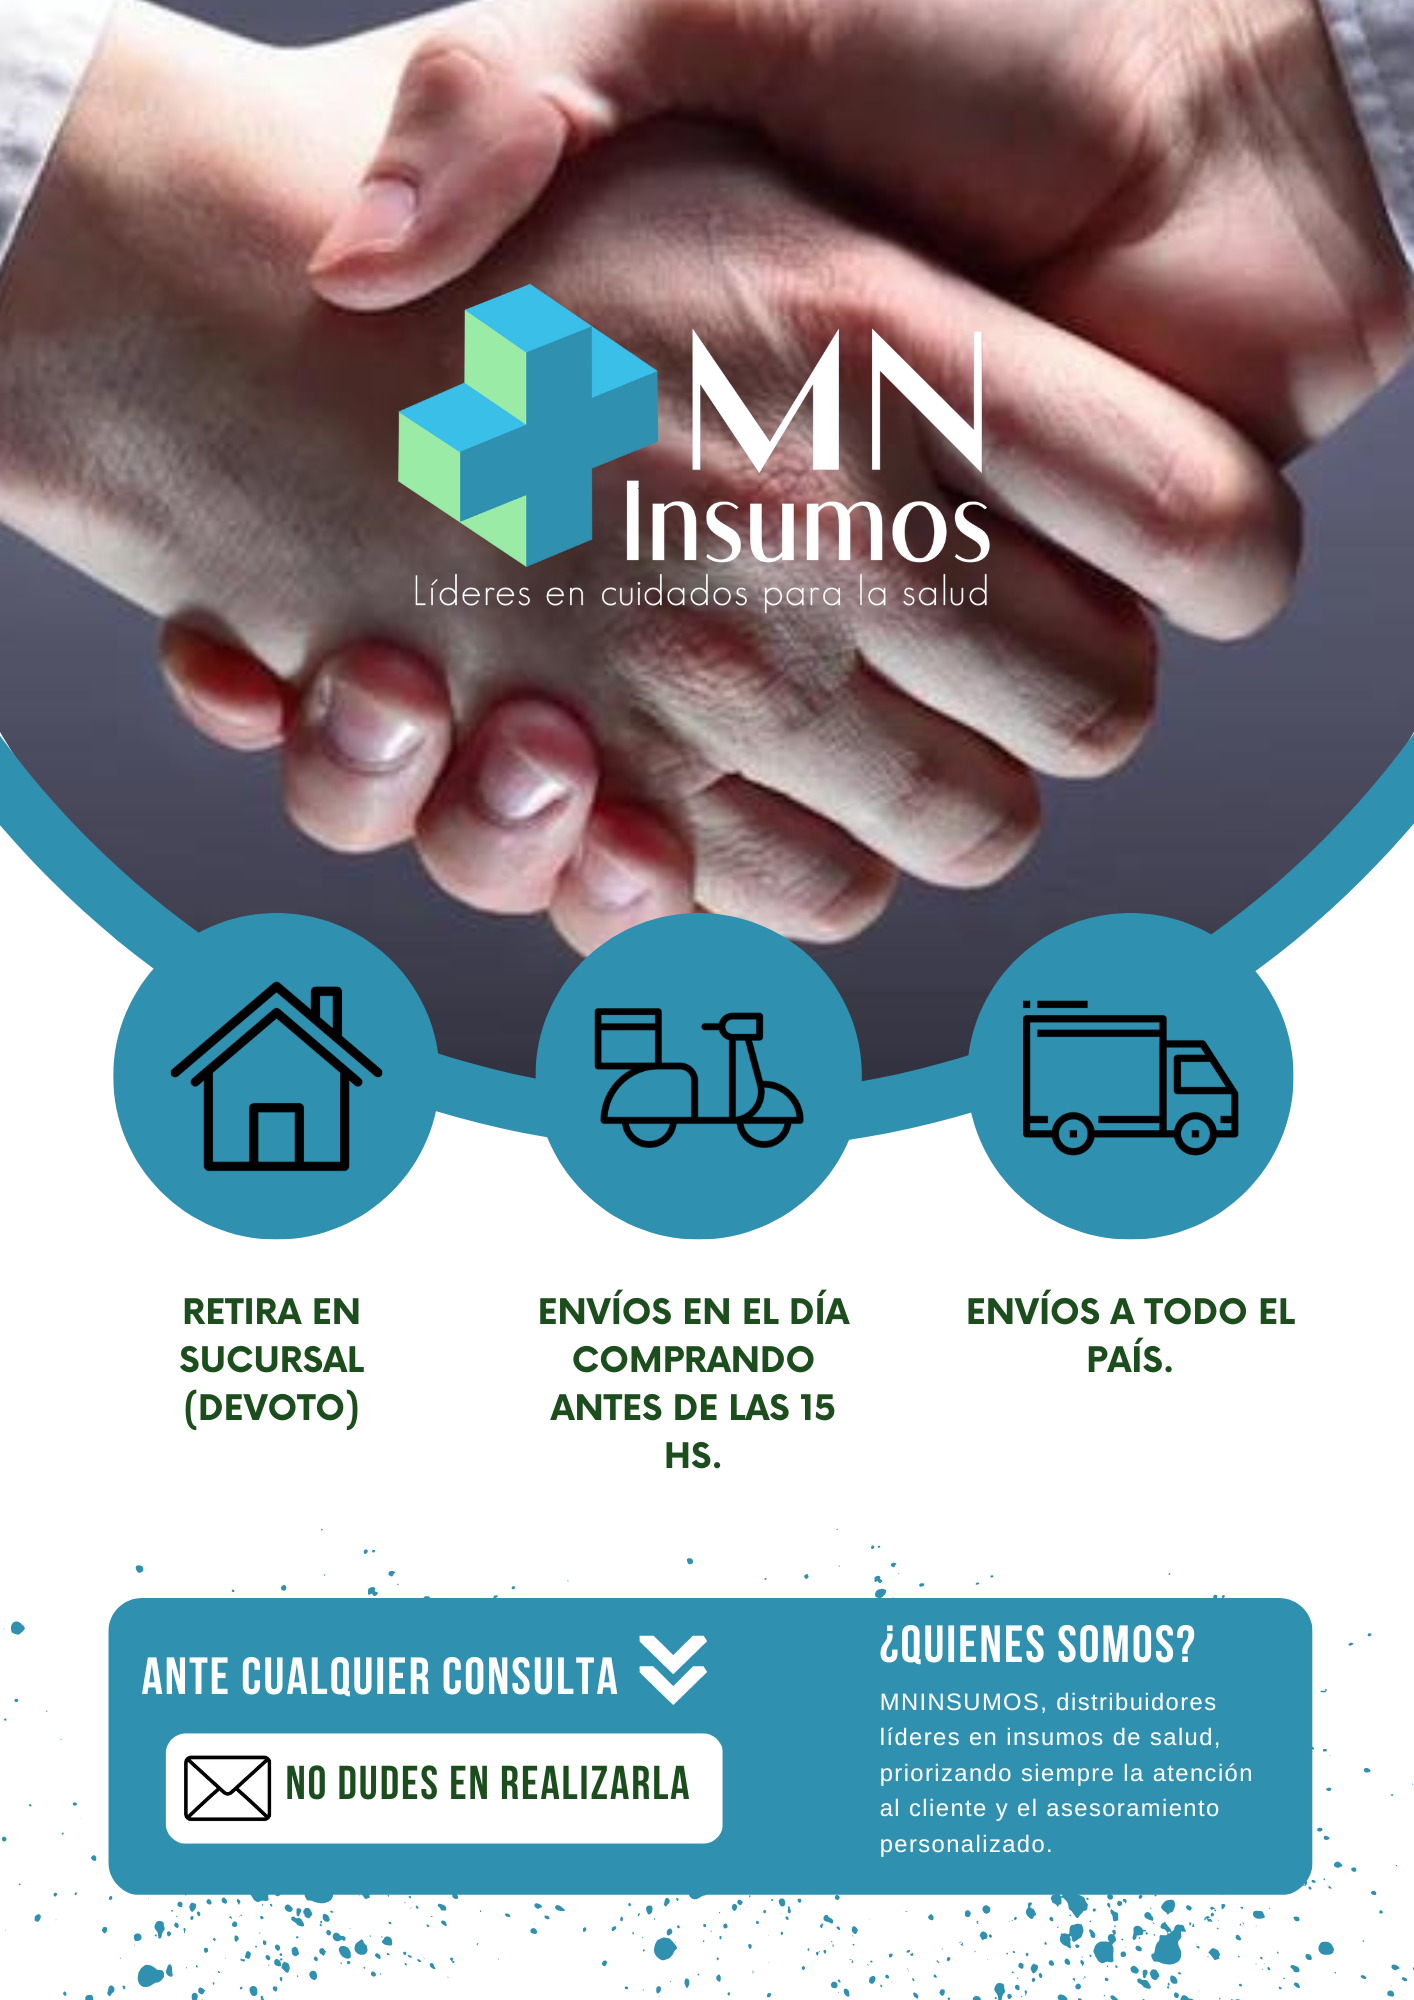 MN
Insumos
Líderes en cuidados para la salud
RETIRA EN
SUCURSAL
(DEVOTO)
ENVÍOS EN EL DÍA
COMPRANDO
ANTES DE LAS 15
HS.
ENVÍOS A TODO EL
PAÍS.
ANTE CUALQUIER CONSULTA
NO DUDES EN REALIZARLA
¿QUIENES SOMOS?
MNINSUMOS, distribuidores
líderes en insumos de salud,
priorizando siempre la atención
al cliente y el asesoramiento
personalizado.